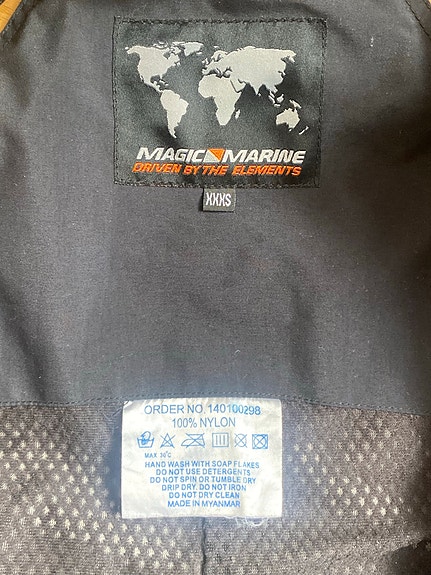 MAGIC MARINE
DRIVEN BY THE ELEMENTS
XXXS
ORDER NO. 140100298
100% NYLON
MAX 30°C
HAND WASH WITH SOAP FLAKES
DO NOT USE DETERGENTS
DO NOT SPIN OR TUMBLE DRY
DRIP DRY. DO NOT IRON
DO NOT DRY CLEAN
MADE IN MYANMAR